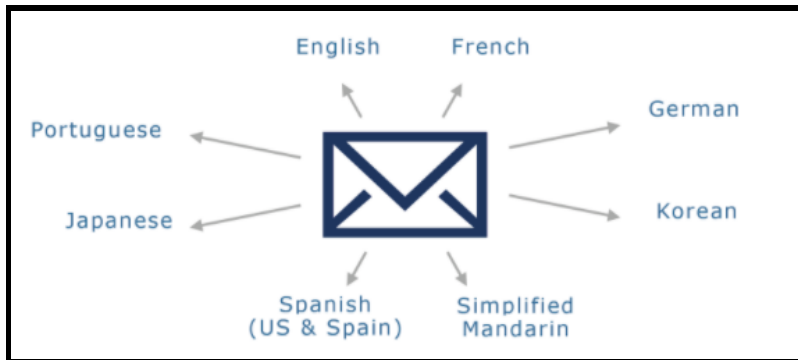 English
French
Portuguese
German
Japanese
Korean
Spanish
(US & Spain)
Simplified
Mandarin